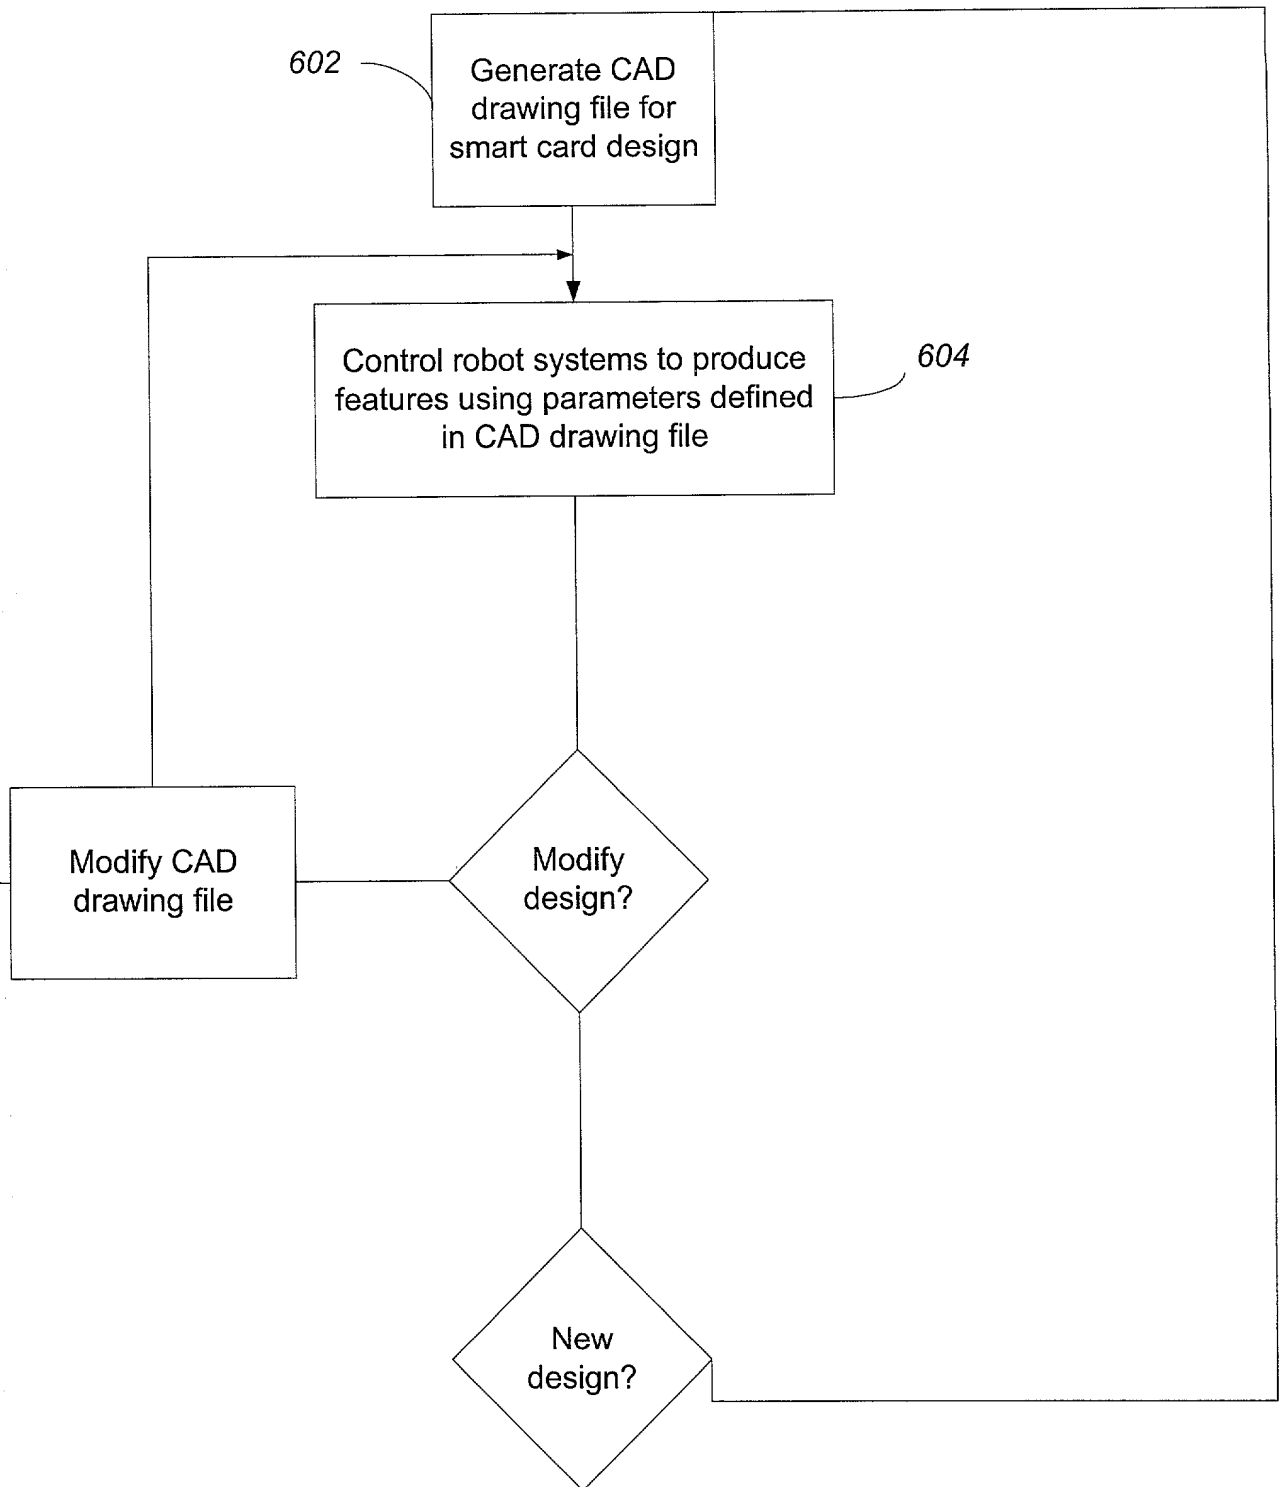 602
Generate CAD
drawing file for
smart card design
Control robot systems to produce
features using parameters defined
in CAD drawing file
604
Modify CAD
drawing file
Modify
design?
New
design?